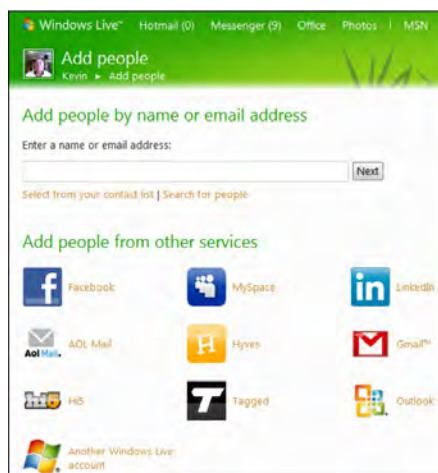 Windows Live™ Hotmail (0) Messenger (9) Office Photos | MSN
Add people
Kevin ▸ Add people
Add people by name or email address
Enter a name or email address:
Next
Select from your contact list | Search for people
Add people from other services
Facebook MySpace LinkedIn
AOL Mail Hyves Gmail™
Aol Mail.
Hi5 Tagged Outlook
Another Windows Live
account